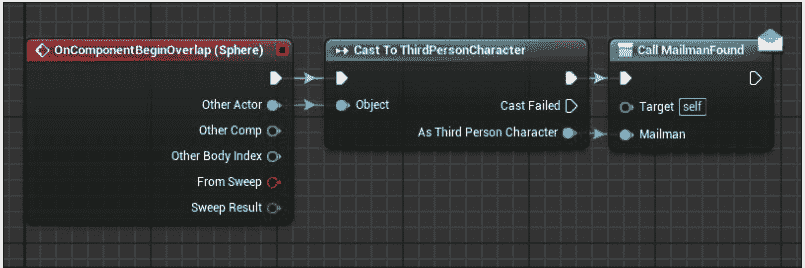 OnComponentBeginOverlap (Sphere)
Other Actor
Other Comp
Other Body Index
From Sweep
Sweep Result
Cast To ThirdPersonCharacter
Object
Cast Failed
As Third Person Character
Call MailmanFound
Target self
Mailman